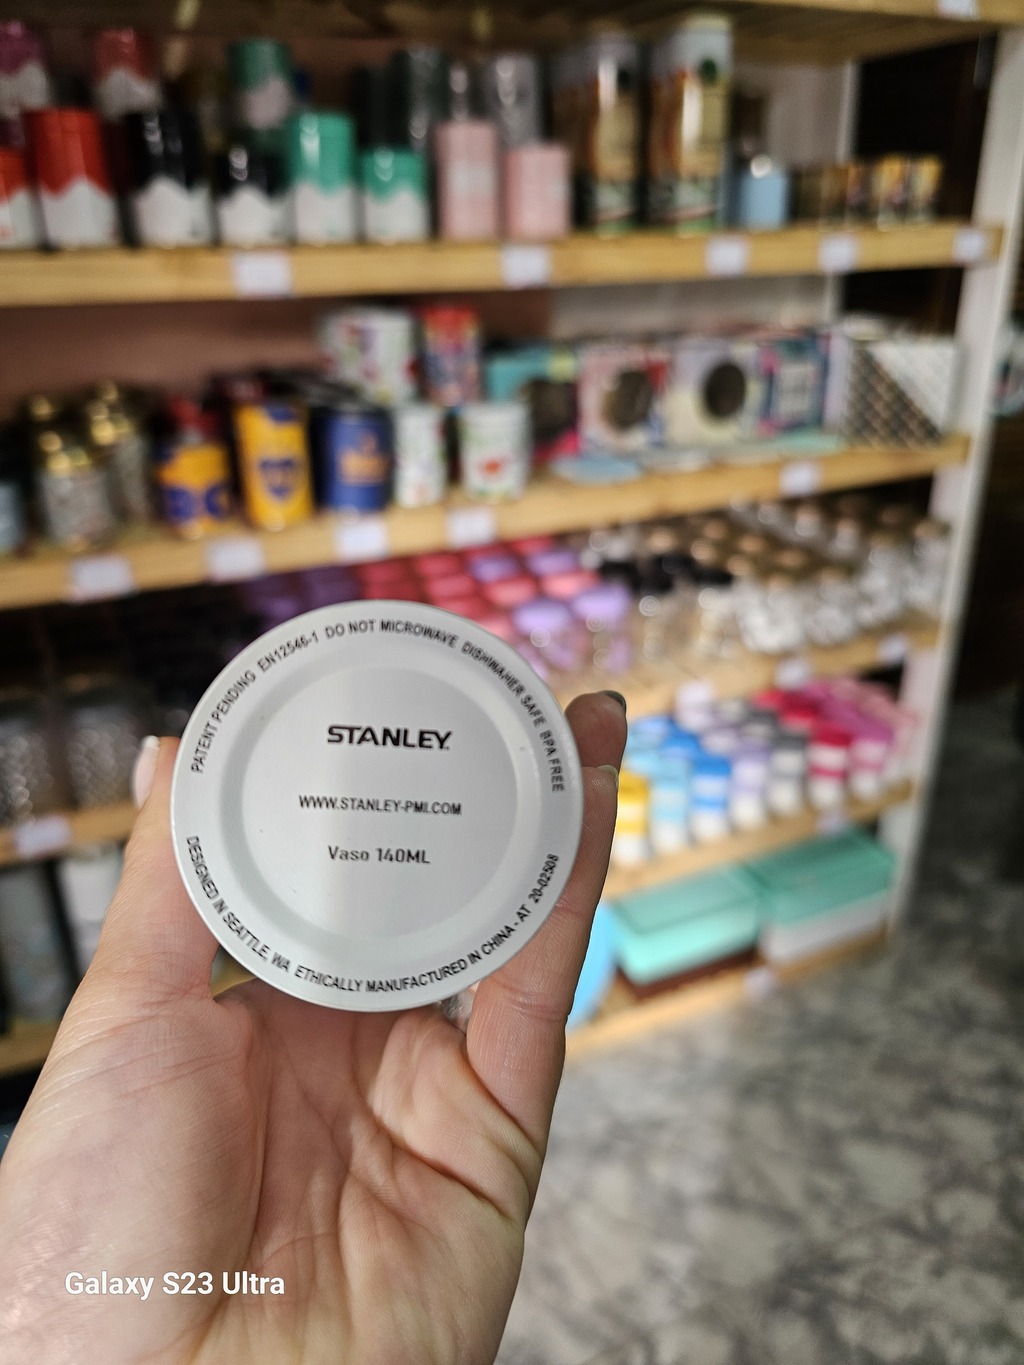 PATENT PENDING EN12546-1 DO NOT MICROWAVE DISHWAHER SAFE BPA FREE
STANLEY.
WWW.STANLEY-PMI.COM
Vaso 140ML
DESIGNED IN SEATTLE, WA ETHICALLY MANUFACTURED IN CHINA - AT 20-02508
Galaxy S23 Ultra